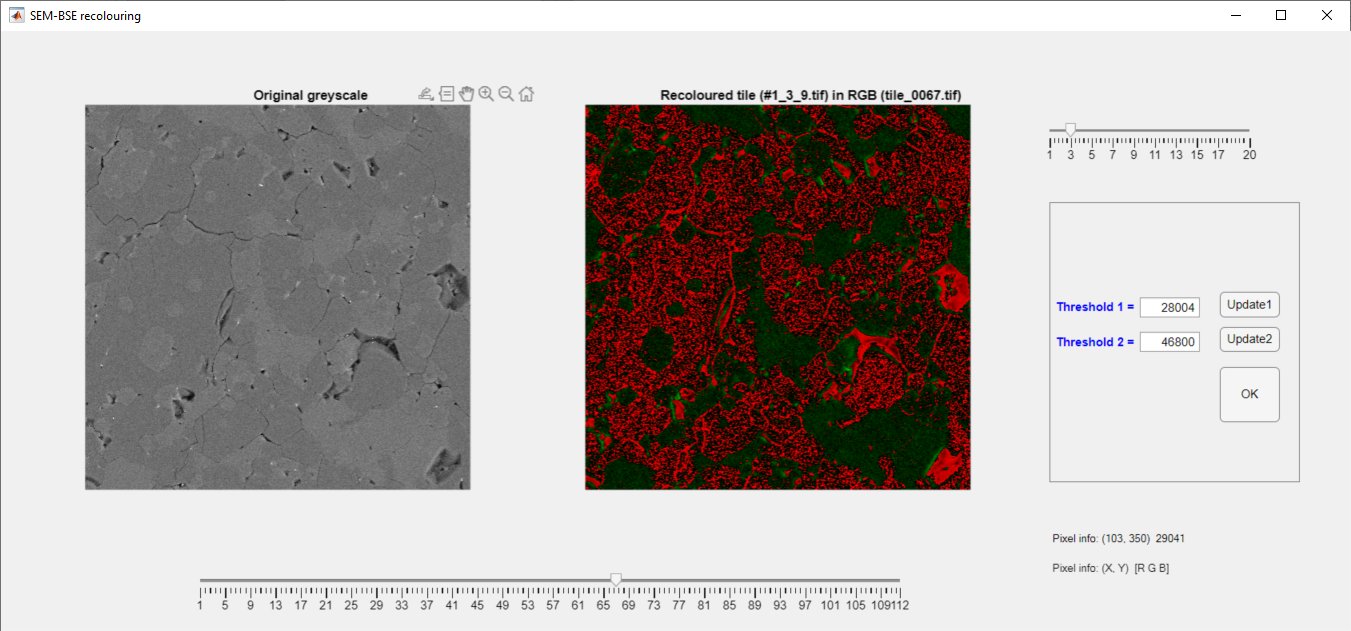 SEM-BSE recolouring
Original greyscale
Recoloured tile (#1_3_9.tif) in RGB (tile_0067.tif)
1 3 5 7 9 11 13 15 17 20
Threshold 1 = 28004 Update1
Threshold 2 = 46800 Update2
OK
Pixel info: (103, 350) 29041
Pixel info: (X, Y) [R G B]
1 5 9 13 17 21 25 29 33 37 41 45 49 53 57 61 65 69 73 77 81 85 89 93 97 101 105 109112